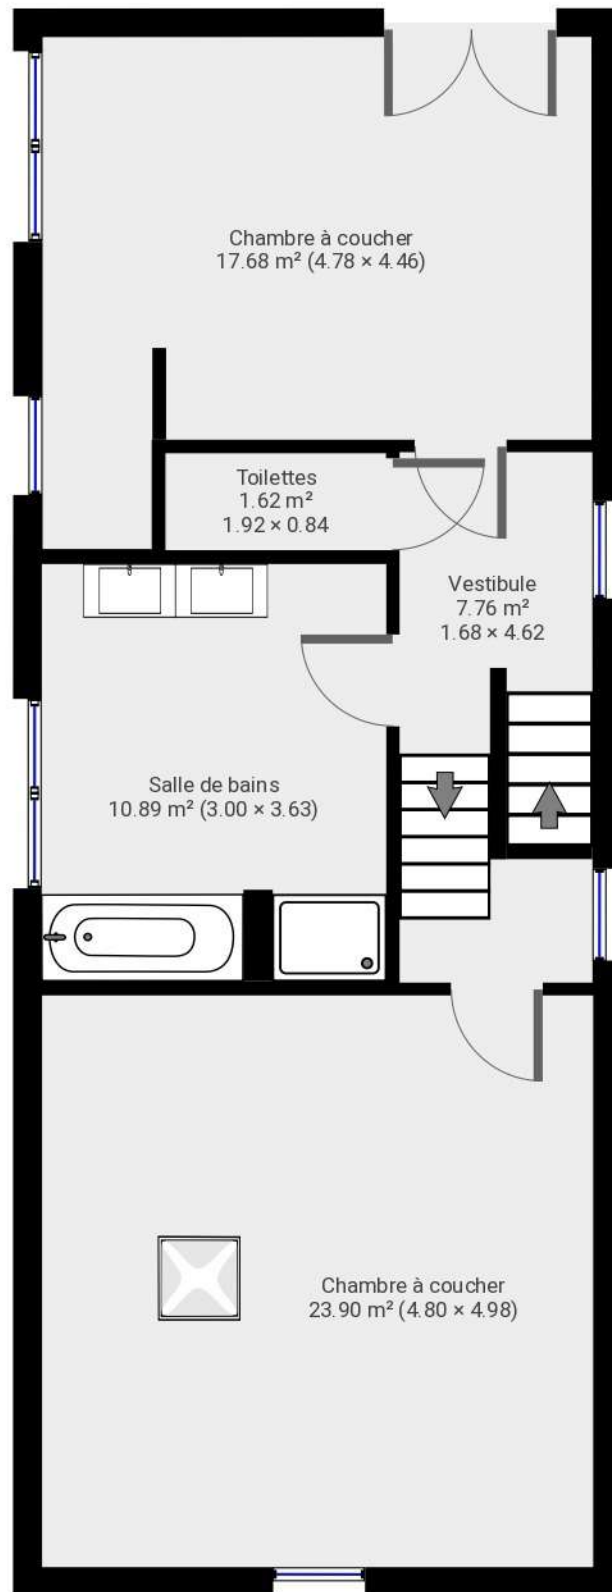 Chambre à coucher
17.68 m² (4.78 × 4.46)
Toilettes
1.62 m²
1.92 × 0.84
Vestibule
7.76 m²
1.68 × 4.62
Salle de bains
10.89 m² (3.00 × 3.63)
Chambre à coucher
23.90 m² (4.80 × 4.98)